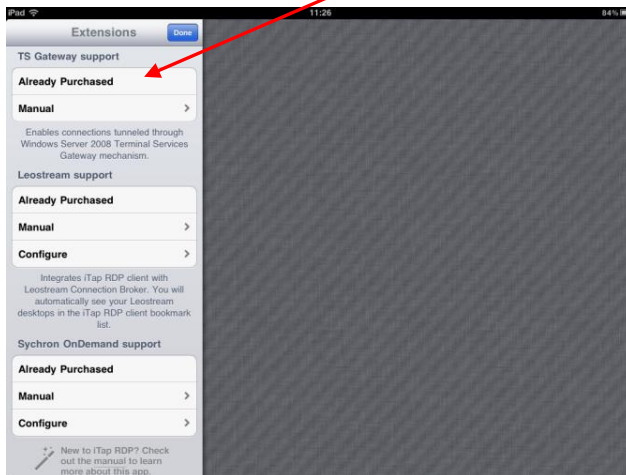 iPad 11:26 84%
Extensions Done
TS Gateway support
Already Purchased
Manual
Enables connections tunneled through
Windows Server 2008 Terminal Services
Gateway mechanism.
Leostream support
Already Purchased
Manual
Configure
Integrates iTap RDP client with
Leostream Connection Broker. You will
automatically see your Leostream
desktops in the iTap RDP client bookmark
list.
Sychron OnDemand support
Already Purchased
Manual
Configure
New to iTap RDP? Check
out the manual to learn
more about this app.